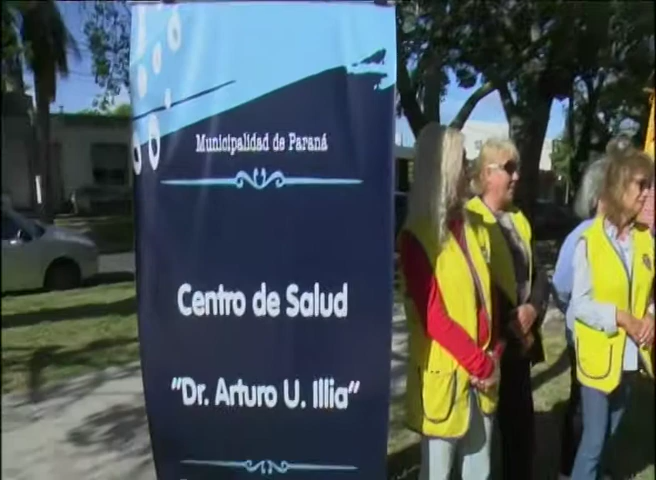 Municipalidad de Paraná
Centro de Salud
"Dr. Arturo U. Illia"